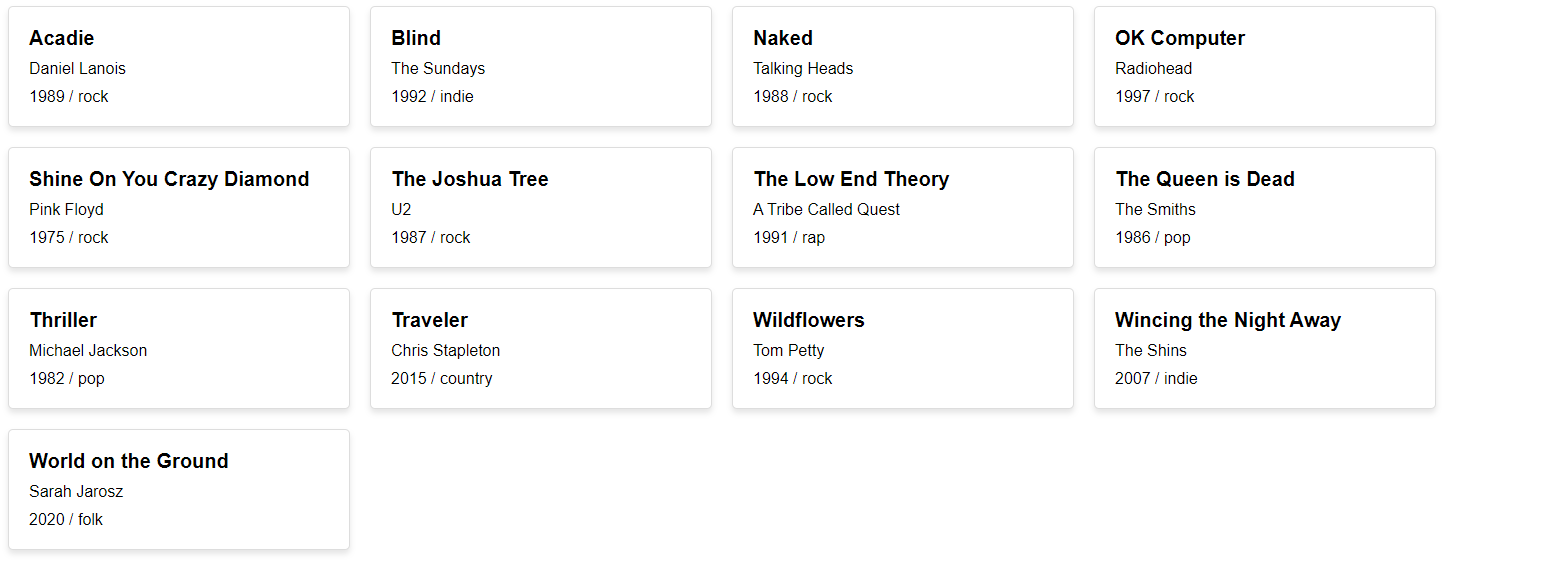 Acadie
Daniel Lanois
1989 / rock
Blind
The Sundays
1992 / indie
Naked
Talking Heads
1988 / rock
OK Computer
Radiohead
1997 / rock
Shine On You Crazy Diamond
Pink Floyd
1975 / rock
The Joshua Tree
U2
1987 / rock
The Low End Theory
A Tribe Called Quest
1991 / rap
The Queen is Dead
The Smiths
1986 / pop
Thriller
Michael Jackson
1982 / pop
Traveler
Chris Stapleton
2015 / country
Wildflowers
Tom Petty
1994 / rock
Wincing the Night Away
The Shins
2007 / indie
World on the Ground
Sarah Jarosz
2020 / folk